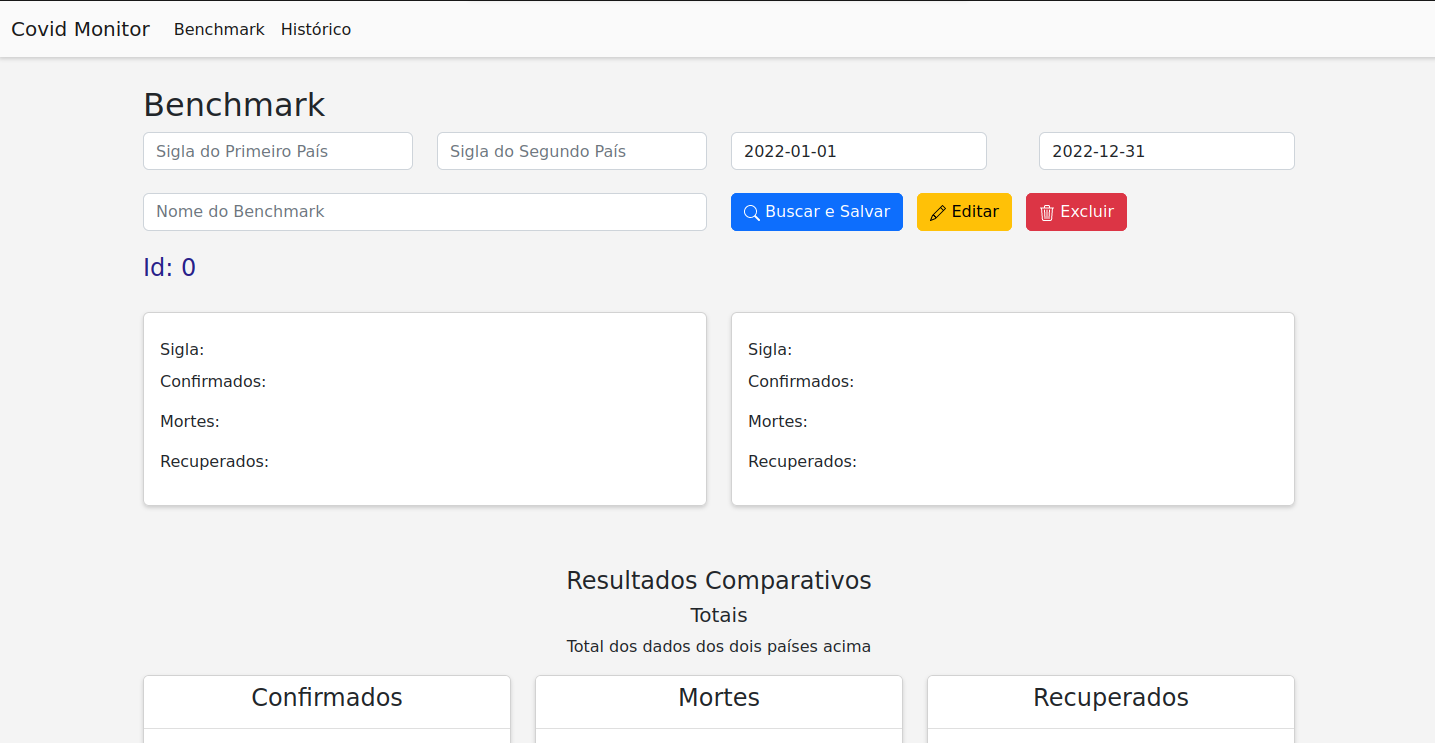 Covid Monitor Benchmark Histórico
Benchmark
Sigla do Primeiro País Sigla do Segundo País 2022-01-01 2022-12-31
Nome do Benchmark Buscar e Salvar Editar Excluir
Id: 0
Sigla:
Confirmados:
Mortes:
Recuperados:
Sigla:
Confirmados:
Mortes:
Recuperados:
Resultados Comparativos
Totais
Total dos dados dos dois países acima
Confirmados Mortes Recuperados